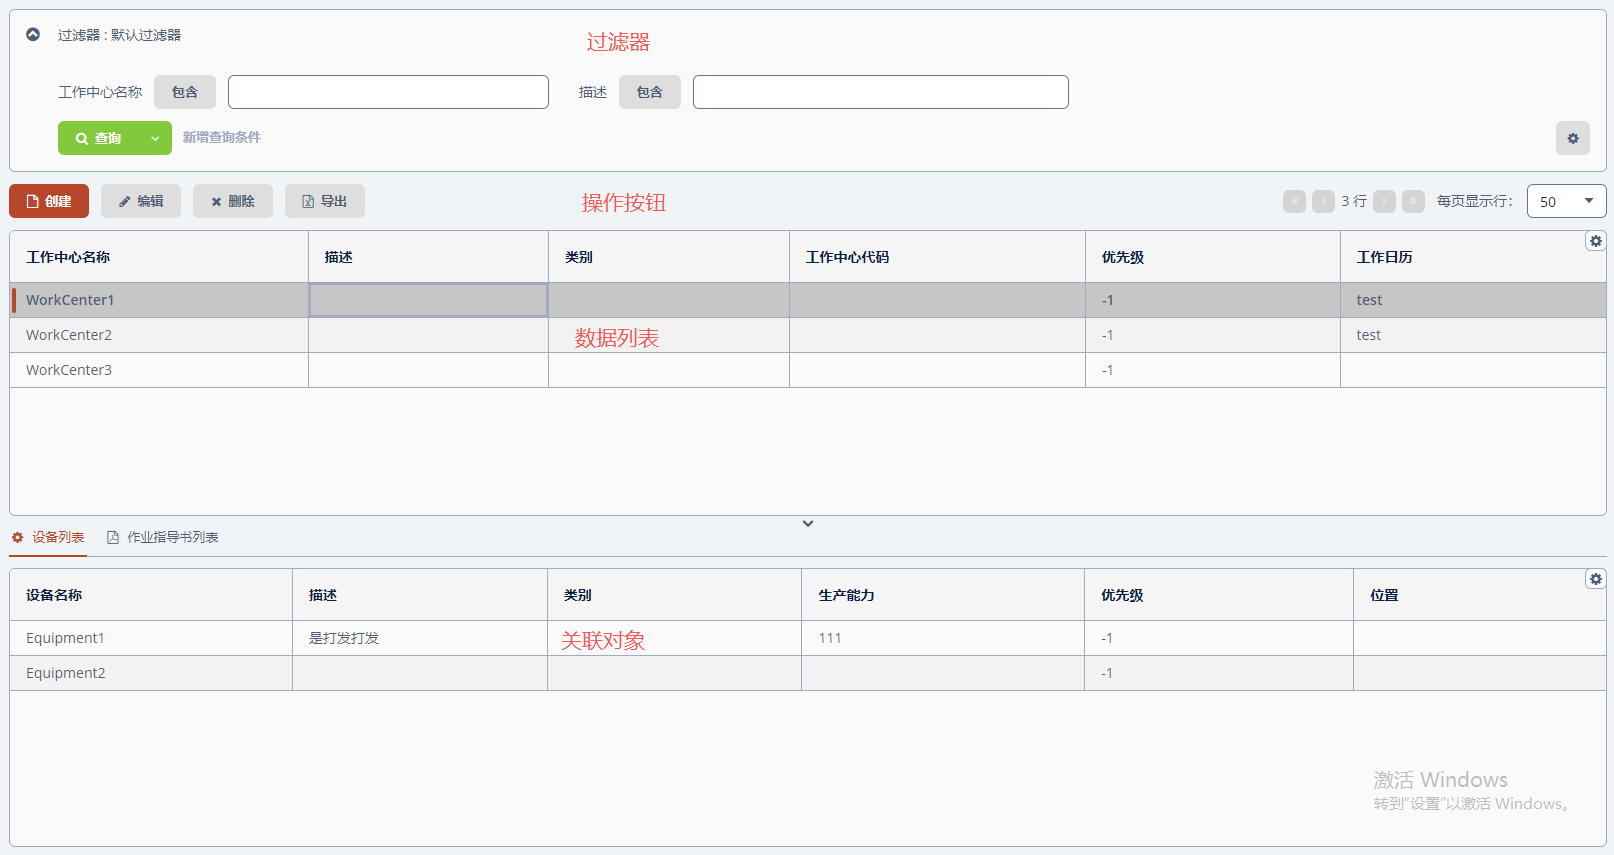 过滤器 : 默认过滤器
过滤器
工作中心名称 包含 描述 包含
查询 新增查询条件
创建 编辑 删除 导出 操作按钮 3 行 每页显示行: 50
工作中心名称 描述 类别 工作中心代码 优先级 工作日历
WorkCenter1 -1 test
WorkCenter2 数据列表 -1 test
WorkCenter3 -1
设备列表 作业指导书列表
设备名称 描述 类别 生产能力 优先级 位置
Equipment1 是打发打发 关联对象 111 -1
Equipment2 -1
激活 Windows
转到"设置"以激活 Windows。